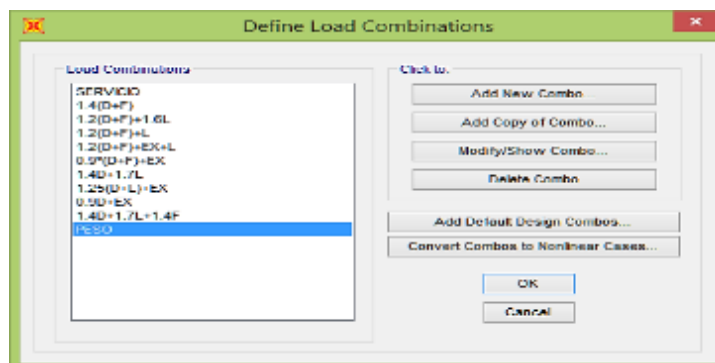 Define Load Combinations
Load Combinations
SERVICIO
1.4(D+F)
1.2(D+F)+1.6L
1.2(D+F)+L
1.2(D+F)+EX+L
0.9*(D+F)+EX
1.4D+1.7L
1.25(D+L)+EX
0.9D+EX
1.4D+1.7L+1.4F
PESO
Click to:
Add New Combo...
Add Copy of Combo...
Modify/Show Combo...
Delete Combo
Add Default Design Combos...
Convert Combos to Nonlinear Cases...
OK
Cancel